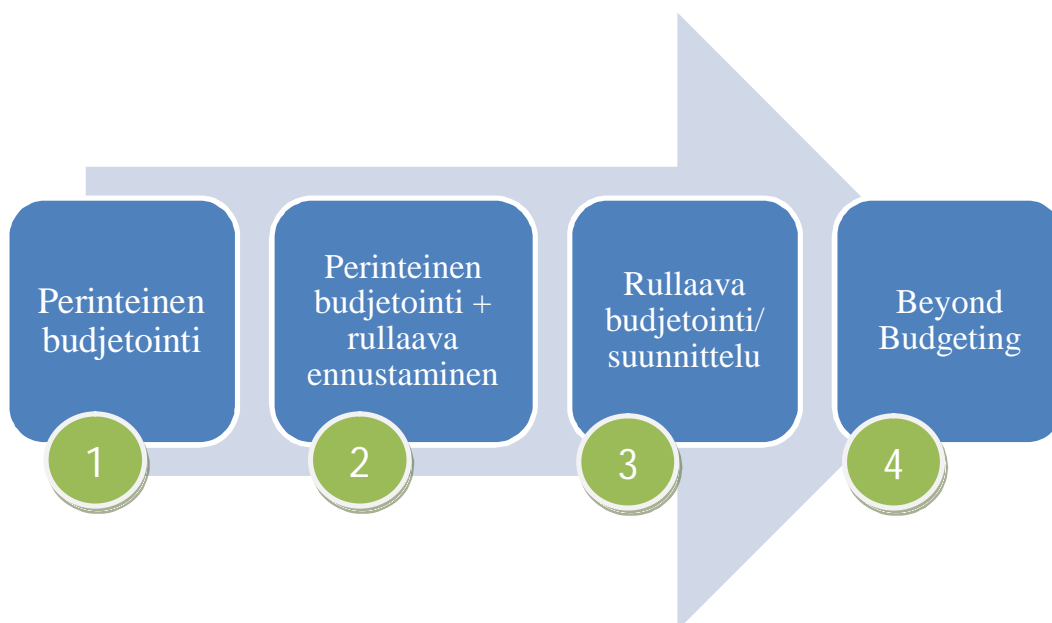 Perinteinen
budjetointi
1
Perinteinen
budjetointi +
rullaava
ennustaminen
2
Rullaava
budjetointi/
suunnittelu
3
Beyond
Budgeting
4